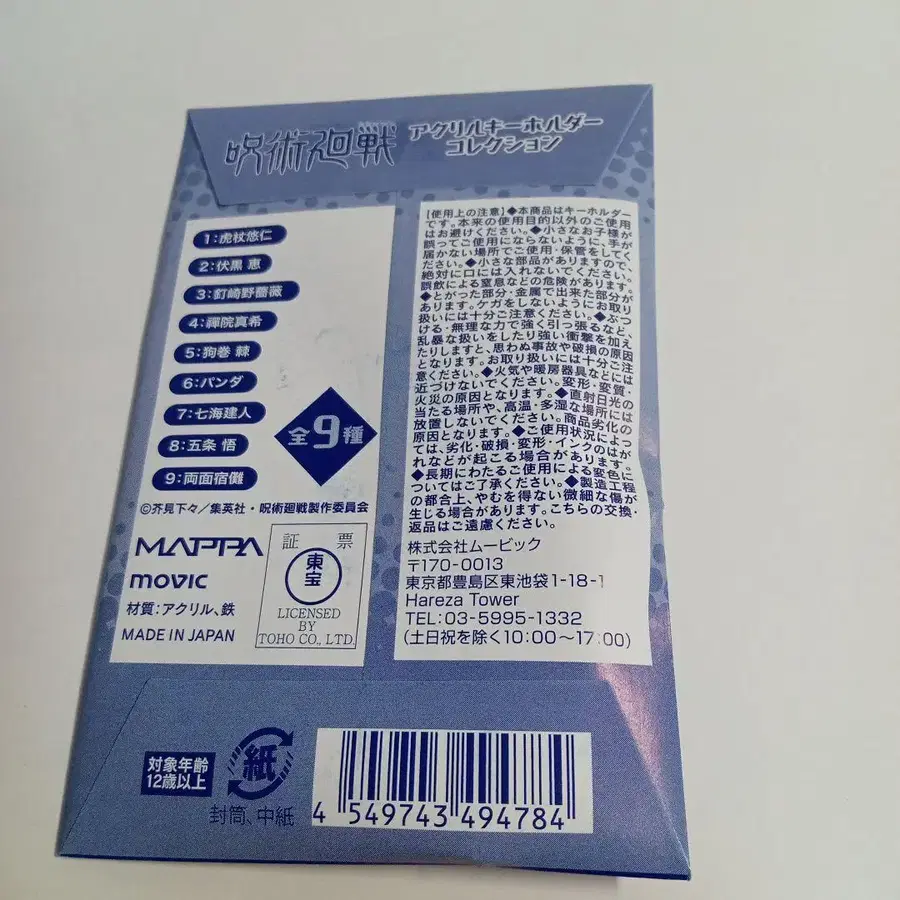 呪術廻戦
アクリルキーホルダー
コレクション
1:虎杖悠仁
2:伏黒 恵
3:釘崎野薔薇
4:禪院真希
5:狗巻 棘
6:パンダ
7:七海建人
8:五条 悟
9:両面宿儺
全9種
©芥見下々/集英社・呪術廻戦製作委員会
MAPPA
movic
材質:アクリル、鉄
MADE IN JAPAN
証 票
東宝
LICENSED
BY
TOHO CO., LTD.
【使用上の注意】◆本商品はキーホルダー
です。本来の使用目的以外のご使用
はお避けください。◆小さなお子様が
誤ってご使用にならないように、手が
届かない場所でご使用・保管をしてく
ださい。◆小さな部品がありますので、
絶対に口には入れないでください。
誤飲による窒息などの危険があります。
◆とがった部分・金属で出来た部分が
あります。ケガをしないようにお取り
扱いには十分ご注意ください。◆ぶつ
ける・無理な力で強く引っ張るなど、
乱暴な扱いをしたり強い衝撃を加え
たりしますと、思わぬ事故や破損の原因
となります。お取り扱いには十分ご注
意ください。◆火気や暖房器具などには
近づけないでください。変形・変質・
火災の原因となります。◆直射日光の
当たる場所や、高温・多湿な場所には
放置しないでください。商品劣化の
原因となります。◆ご使用状況によっ
ては、劣化・破損・変形・インクのはが
れなどが起こる場合があります。
◆長期にわたるご使用による変色に
ついてはご了承ください。◆製造工程
の都合上、やむを得ない微細な傷が
生じる場合があります。こちらの交換・
返品はご遠慮ください。
株式会社ムービック
〒170-0013
東京都豊島区東池袋1-18-1
Hareza Tower
TEL:03-5995-1332
(土日祝を除く10:00〜17:00)
対象年齢
12歳以上
紙
封筒、中紙
4 549743 494784